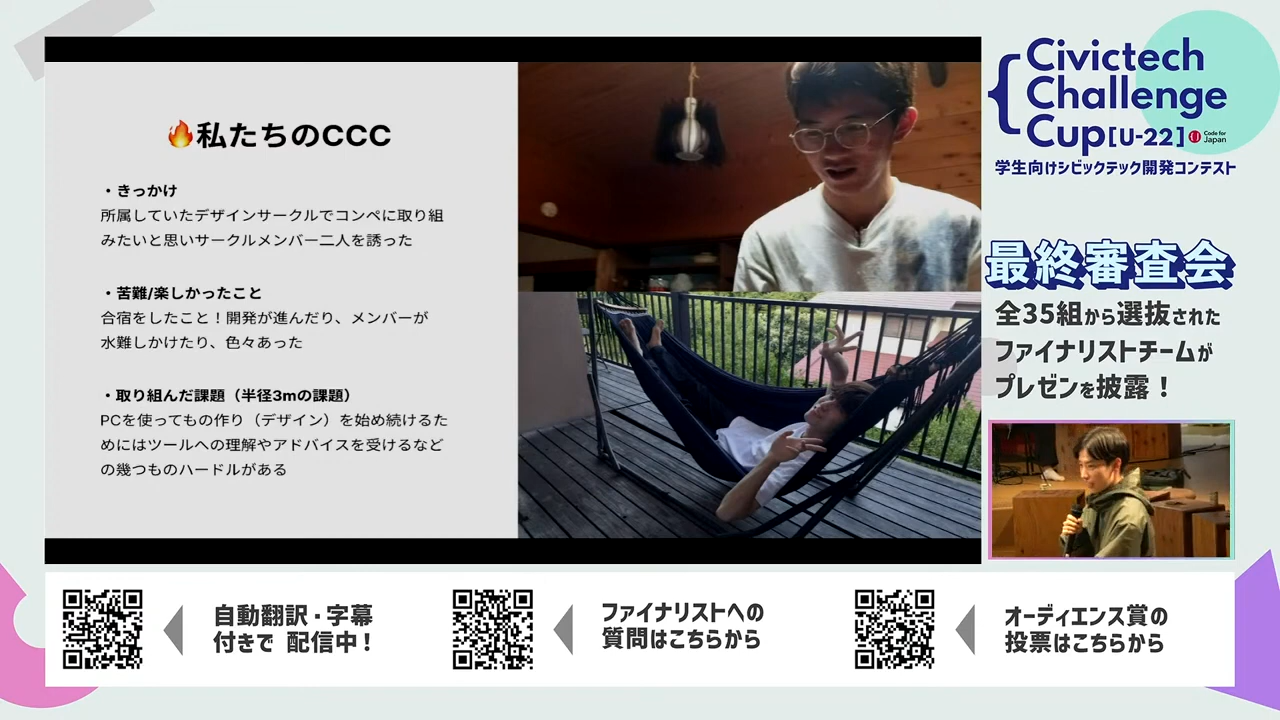 🔥私たちのCCC
・きっかけ
所属していたデザインサークルでコンペに取り組
みたいと思いサークルメンバー二人を誘った
・苦難/楽しかったこと
合宿をしたこと！開発が進んだり、メンバーが
水難しかけたり、色々あった
・取り組んだ課題（半径3mの課題）
PCを使ってもの作り（デザイン）を始め続けるた
めにはツールへの理解やアドバイスを受けるなど
の幾つものハードルがある
Civictech
Challenge
Cup[U-22]
Code for
Japan
学生向けシビックテック開発コンテスト
最終審査会
全35組から選抜された
ファイナリストチームが
プレゼンを披露！
自動翻訳・字幕
付きで 配信中！
ファイナリストへの
質問はこちらから
オーディエンス賞の
投票はこちらから